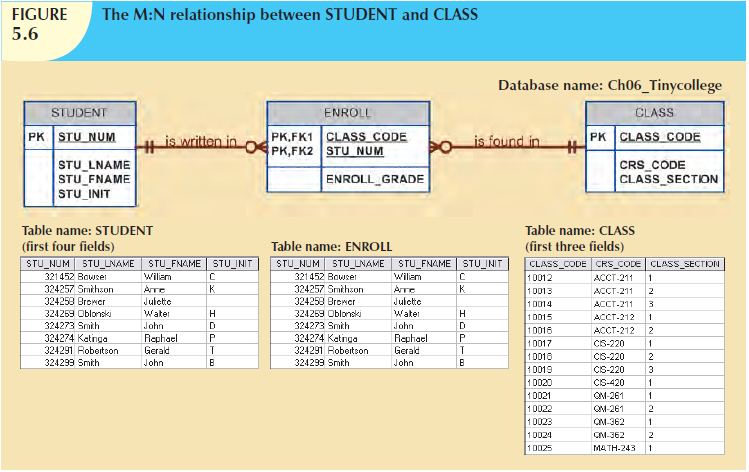 FIGURE
5.6
The M:N relationship between STUDENT and CLASS
Database name: Ch06_Tinycollege
STUDENT
PK STU_NUM
STU_LNAME
STU_FNAME
STU_INIT
is written in
ENROLL
PK,FK1 CLASS_CODE
PK,FK2 STU_NUM
ENROLL_GRADE
is found in
CLASS
PK CLASS_CODE
CRS_CODE
CLASS_SECTION
Table name: STUDENT
(first four fields)
STU_NUM STU_LNAME STU_FNAME STU_INIT
321452 Bowser William C
324257 Smithson Anne K
324258 Brewer Juliette
324269 Oblonski Walter H
324273 Smith John D
324274 Katinga Raphael P
324291 Robertson Gerald T
324299 Smith John B
Table name: ENROLL
STU_NUM STU_LNAME STU_FNAME STU_INIT
321452 Bowser William C
324257 Smithson Anne K
324258 Brewer Juliette
324269 Oblonski Walter H
324273 Smith John D
324274 Katinga Raphael P
324291 Robertson Gerald T
324299 Smith John B
Table name: CLASS
(first three fields)
CLASS_CODE CRS_CODE CLASS_SECTION
10012 ACCT-211 1
10013 ACCT-211 2
10014 ACCT-211 3
10015 ACCT-212 1
10016 ACCT-212 2
10017 CIS-220 1
10018 CIS-220 2
10019 CIS-220 3
10020 CIS-420 1
10021 QM-261 1
10022 QM-261 2
10023 QM-362 1
10024 QM-362 2
10025 MATH-243 1